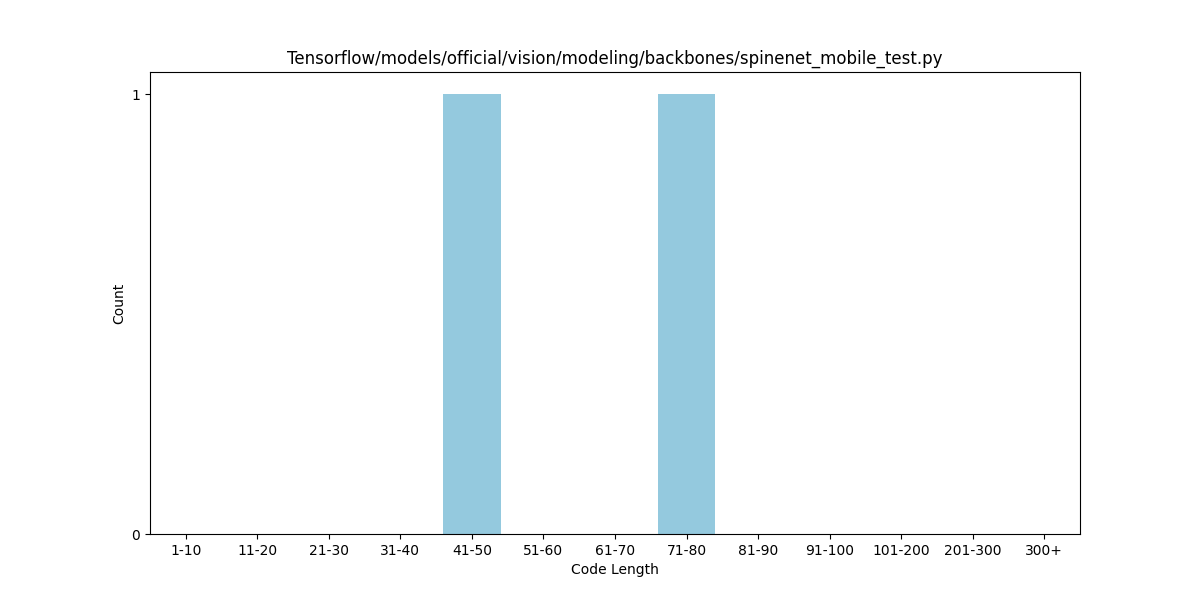 Tensorflow/models/official/vision/modeling/backbones/spinenet_mobile_test.py
1
Count
0
1-10 11-20 21-30 31-40 41-50 51-60 61-70 71-80 81-90 91-100 101-200 201-300 300+
Code Length